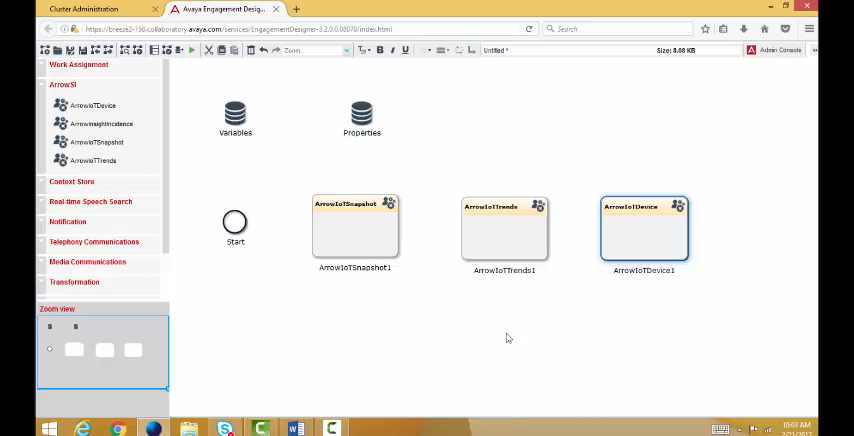 Cluster Administration
Avaya Engagement Desig...
https://breeze2-158.collaboratory.avaya.com/services/EngagementDesigner-3.2.0.0.08070/index.html
Search
Zoom
Untitled *
Size: 8.08 KB
Admin Console
Work Assignment
ArrowSI
ArrowIoTDevice
ArrowInsightIncidence
ArrowIoTSnapshot
ArrowIoTTrends
Context Store
Real-time Speech Search
Notification
Telephony Communications
Media Communications
Transformation
Zoom view
Variables
Properties
Start
ArrowIoTSnapshot
ArrowIoTSnapshot1
ArrowIoTTrends
ArrowIoTTrends1
ArrowIoTDevice
ArrowIoTDevice1
10:03 AM
2/21/2017